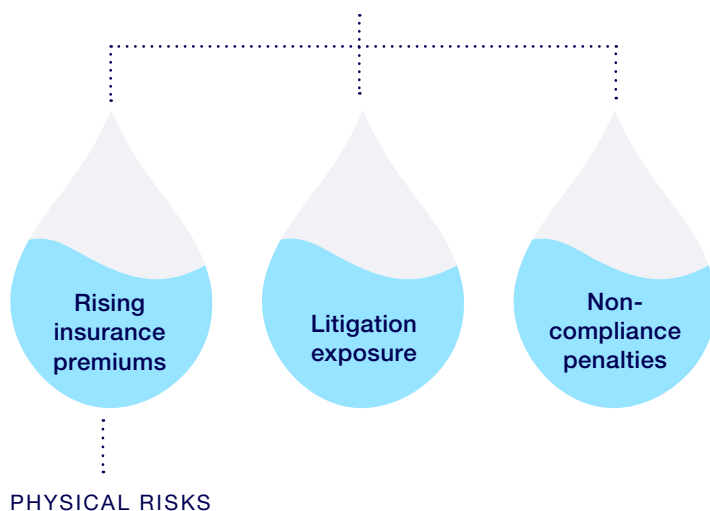 Rising
insurance
premiums
Litigation
exposure
Non-
compliance
penalties
PHYSICAL RISKS